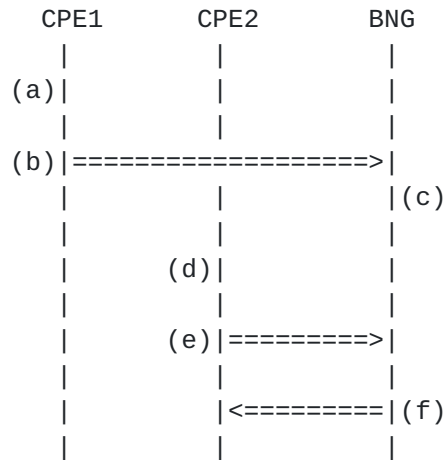 CPE1 CPE2 BNG
| | |
(a)| | |
| | |
(b)|===================>|
| | |(c)
| | |
| (d)| |
| | |
| (e)|=========>|
| | |
| |<=========|(f)
| | |